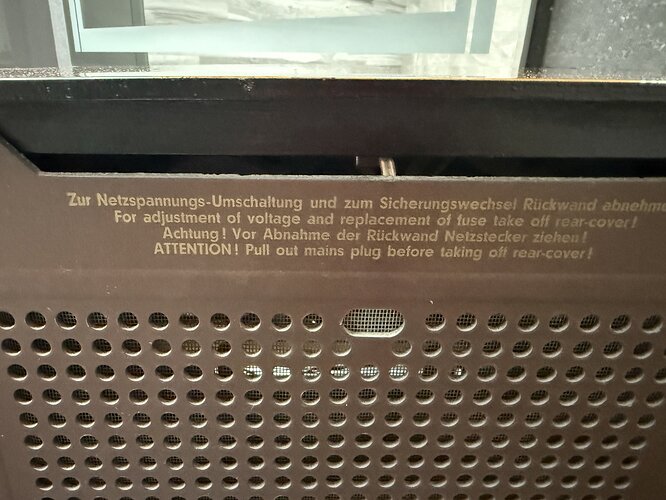 Zur Netzspannungs-Umschaltung und zum Sicherungswechsel Rückwand abnehme
For adjustment of voltage and replacement of fuse take off rear-cover!
Achtung! Vor Abnahme der Rückwand Netzstecker ziehen!
ATTENTION! Pull out mains plug before taking off rear-cover!